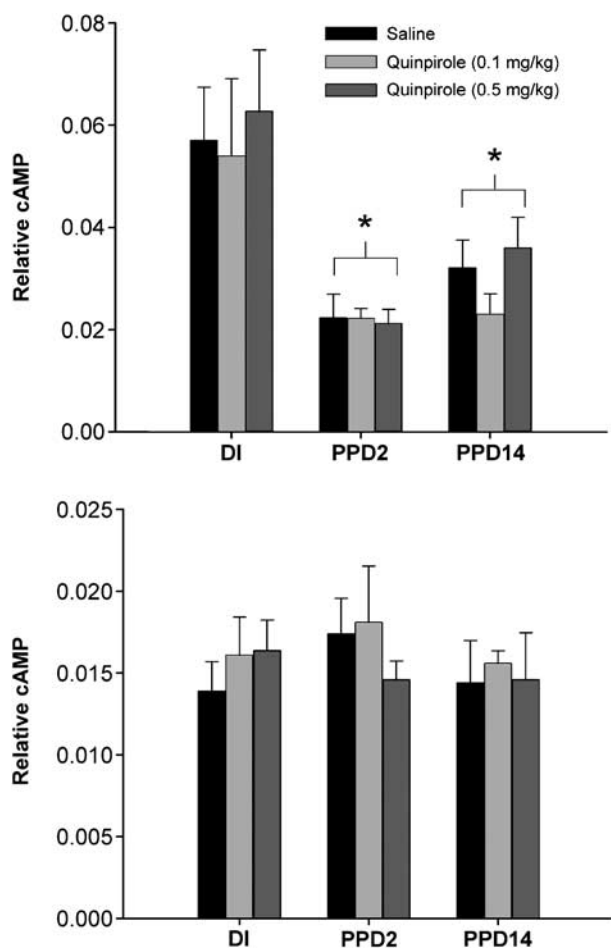 0.08
0.06
0.04
0.02
0.00
Relative cAMP
Saline
Quinpirole (0.1 mg/kg)
Quinpirole (0.5 mg/kg)
*
*
DI PPD2 PPD14
0.025
0.020
0.015
0.010
0.005
0.000
Relative cAMP
DI PPD2 PPD14